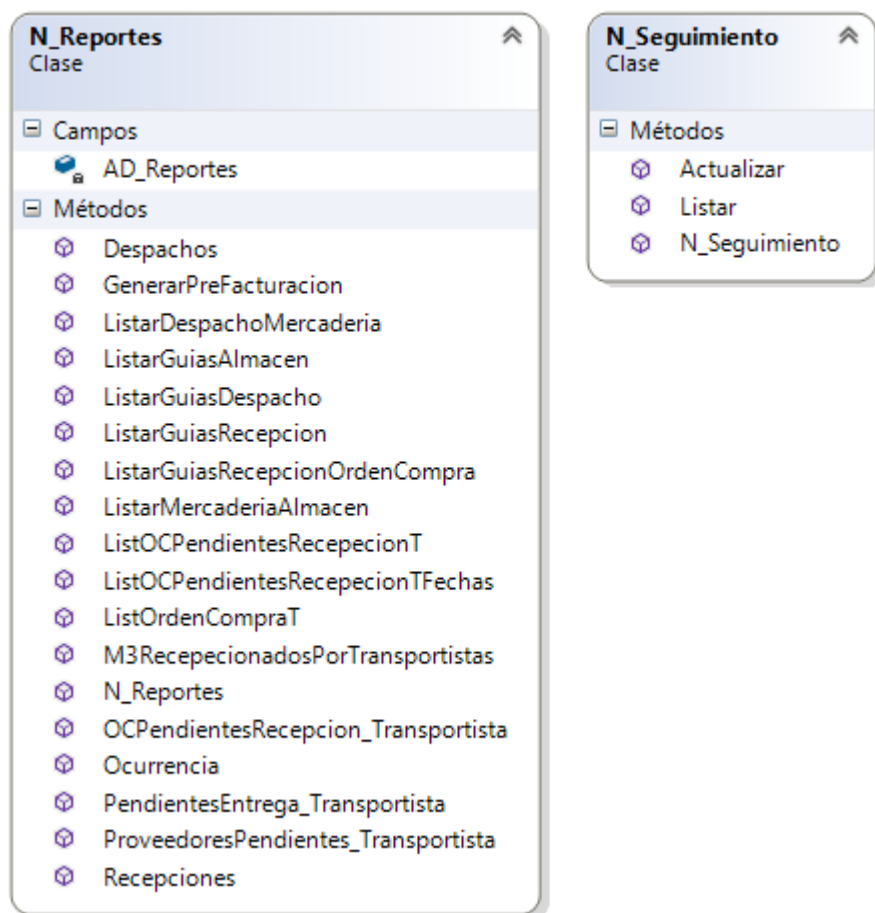 N_Reportes
Clase
Campos
AD_Reportes
Métodos
Despachos
GenerarPreFacturacion
ListarDespachoMercaderia
ListarGuiasAlmacen
ListarGuiasDespacho
ListarGuiasRecepcion
ListarGuiasRecepcionOrdenCompra
ListarMercaderiaAlmacen
ListOCPendientesRecepecionT
ListOCPendientesRecepecionTFechas
ListOrdenCompraT
M3RecepecionadosPorTransportistas
N_Reportes
OCPendientesRecepcion_Transportista
Ocurrencia
PendientesEntrega_Transportista
ProveedoresPendientes_Transportista
Recepciones
N_Seguimiento
Clase
Métodos
Actualizar
Listar
N_Seguimiento